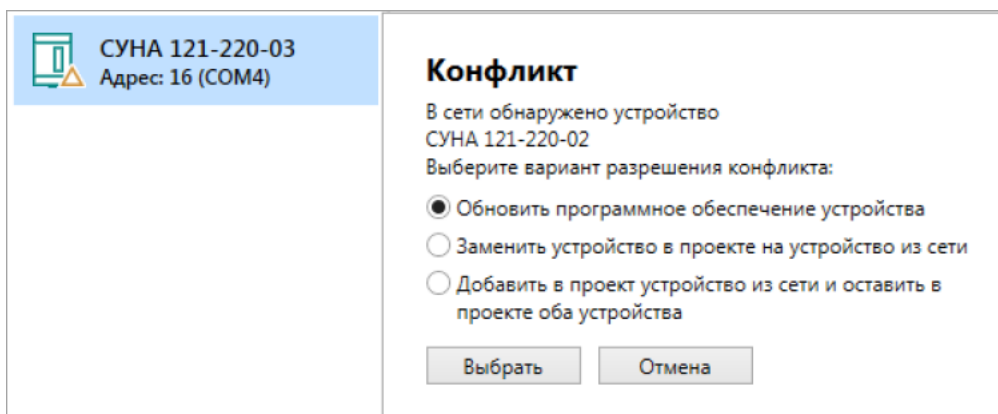 СУНА 121-220-03
Адрес: 16 (COM4)
Конфликт
В сети обнаружено устройство
СУНА 121-220-02
Выберите вариант разрешения конфликта:
Обновить программное обеспечение устройства
Заменить устройство в проекте на устройство из сети
Добавить в проект устройство из сети и оставить в
проекте оба устройства
Выбрать
Отмена